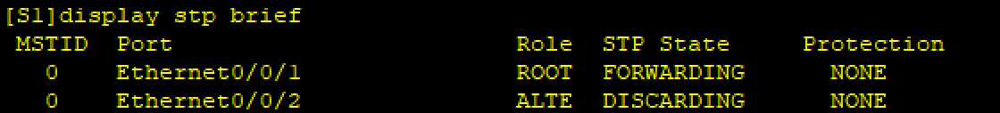 [S1]display stp brief
MSTID Port Role STP State Protection
0 Ethernet0/0/1 ROOT FORWARDING NONE
0 Ethernet0/0/2 ALTE DISCARDING NONE